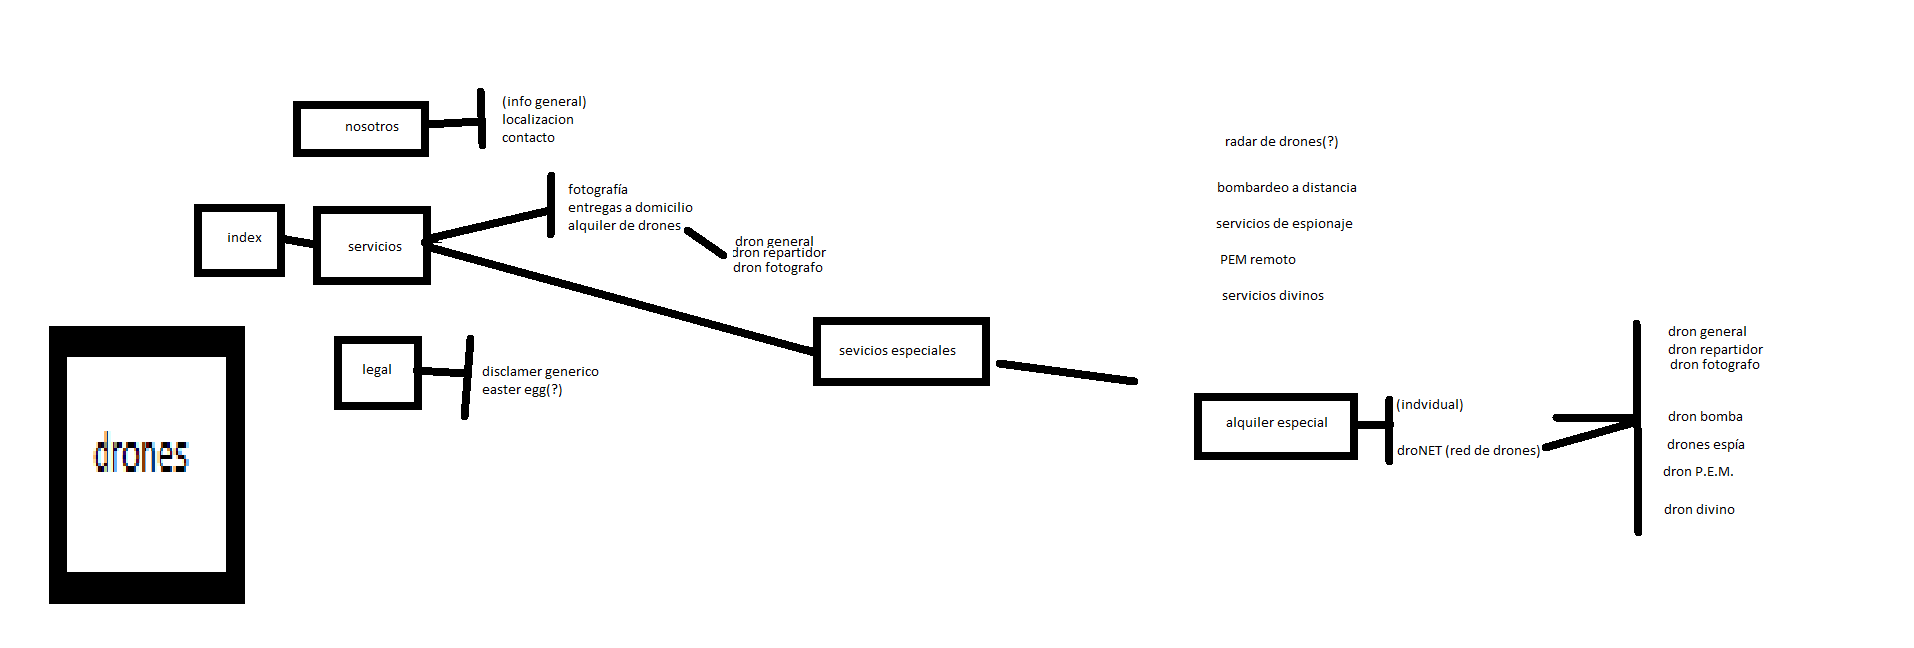 nosotros
(info general)
localizacion
contacto
index
servicios
fotografía
entregas a domicilio
alquiler de drones
dron general
dron repartidor
dron fotografo
legal
disclamer generico
easter egg(?)
drones
sevicios especiales
radar de drones(?)
bombardeo a distancia
servicios de espionaje
PEM remoto
servicios divinos
alquiler especial
(indvidual)
droNET (red de drones)
dron general
dron repartidor
dron fotografo
dron bomba
drones espía
dron P.E.M.
dron divino